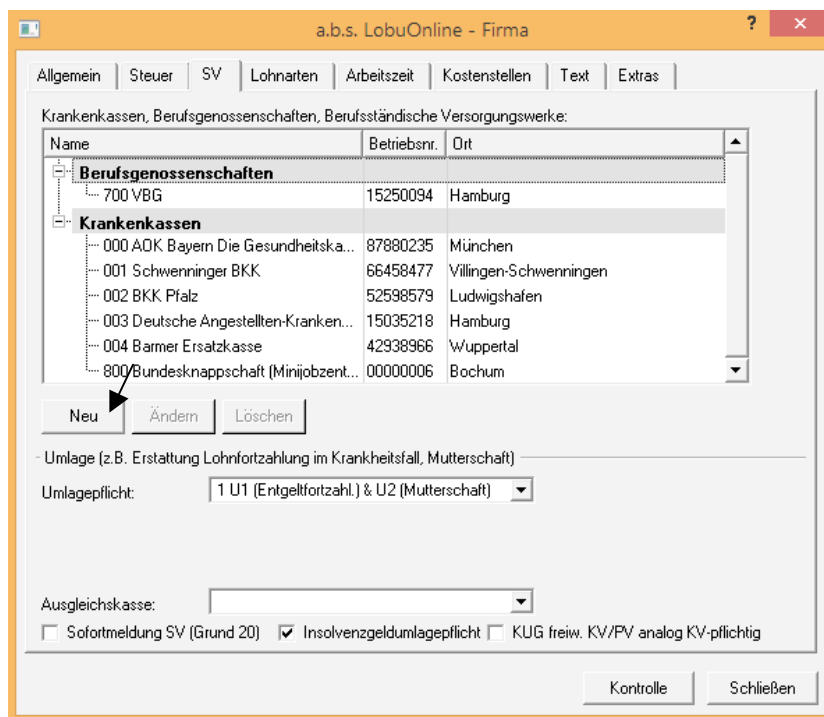 a.b.s. LobuOnline - Firma ?
Allgemein Steuer SV Lohnarten Arbeitszeit Kostenstellen Text Extras
Krankenkassen, Berufsgenossenschaften, Berufsständische Versorgungswerke:
Name Betriebsnr. Ort
Berufsgenossenschaften
700 VBG 15250094 Hamburg
Krankenkassen
000 AOK Bayern Die Gesundheitska... 87880235 München
001 Schwenninger BKK 66458477 Villingen-Schwenningen
002 BKK Pfalz 52598579 Ludwigshafen
003 Deutsche Angestellten-Kranken... 15035218 Hamburg
004 Barmer Ersatzkasse 42938966 Wuppertal
800 Bundesknappschaft (Minijobzent... 00000006 Bochum
Neu Ändern Löschen
Umlage (z.B. Erstattung Lohnfortzahlung im Krankheitsfall, Mutterschaft)
Umlagepflicht: 1 U1 (Entgeltfortzahl.) & U2 (Mutterschaft)
Ausgleichskasse:
Sofortmeldung SV (Grund 20) Insolvenzgeldumlagepflicht KUG freiw. KV/PV analog KV-pflichtig
Kontrolle Schließen